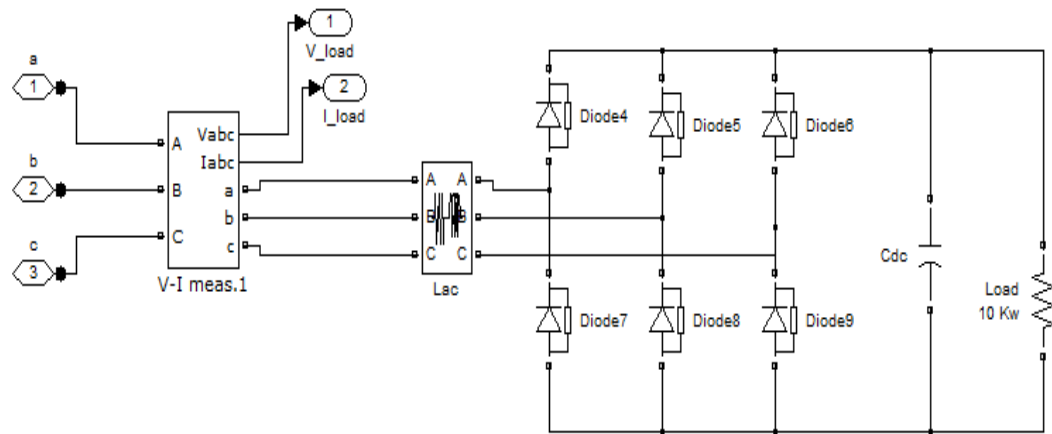 1
V_load
2
I_load
a
1
b
2
c
3
A
B
C
Vabc
Iabc
a
b
c
V-I meas.1
A A
B B
C C
Lac
Diode4
Diode5
Diode6
Diode7
Diode8
Diode9
Cdc
Load
10 Kw